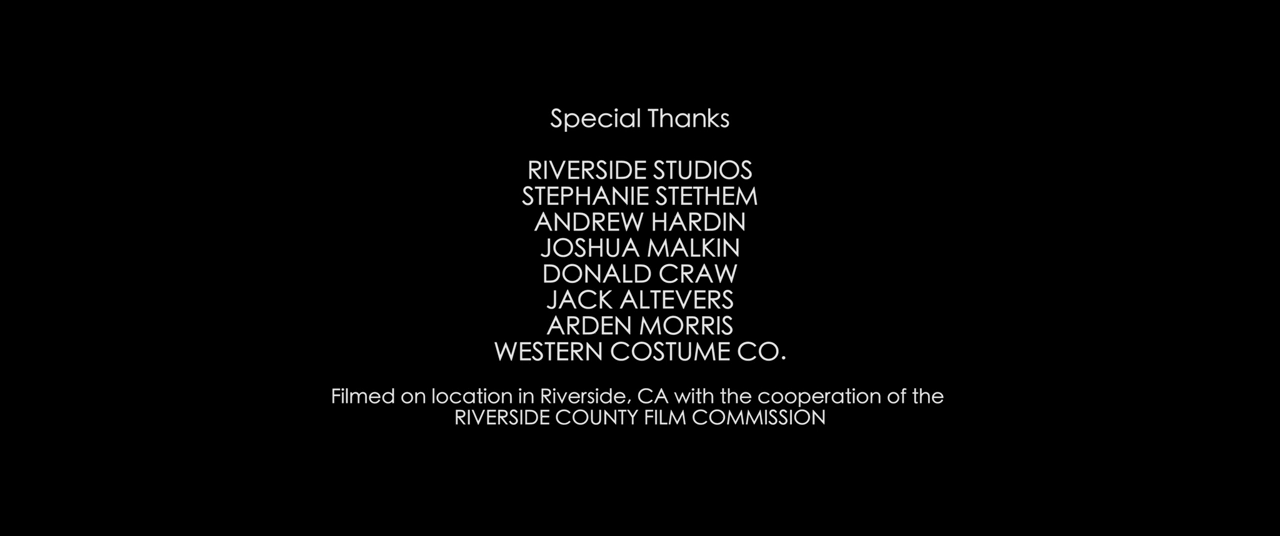 Special Thanks
RIVERSIDE STUDIOS
STEPHANIE STETHEM
ANDREW HARDIN
JOSHUA MALKIN
DONALD CRAW
JACK ALTEVERS
ARDEN MORRIS
WESTERN COSTUME CO.
Filmed on location in Riverside, CA with the cooperation of the
RIVERSIDE COUNTY FILM COMMISSION